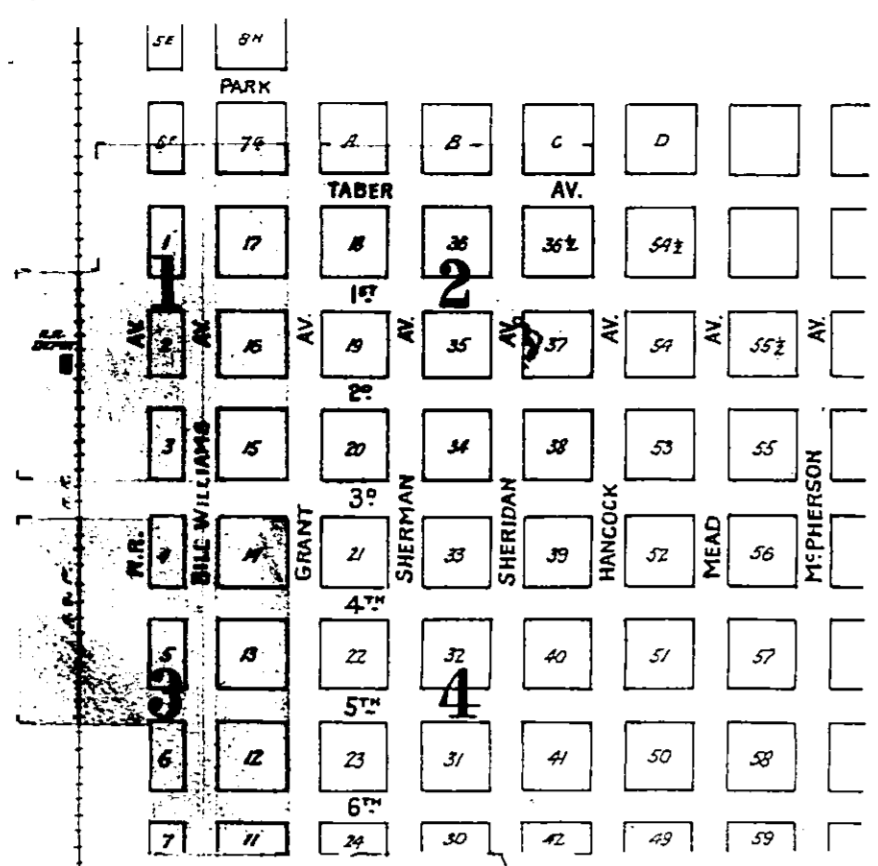 5E 8H
PARK
6F 7G A B C D
TABER AV.
1 17 18 36 36½ 54½
1 2
1ST
R.R. DEPOT
AV. AV. AV. AV. AV. AV. AV. AV.
2 16 19 35 37 54 55½
2D
3 15 20 34 38 53 55
3D
N.R. BILL WILLIAMS GRANT SHERMAN SHERIDAN HANCOCK MEAD McPHERSON
4 14 21 33 39 52 56
4TH
5 13 22 32 40 51 57
3 4
5TH
6 12 23 31 41 50 58
6TH
7 11 24 30 42 49 59